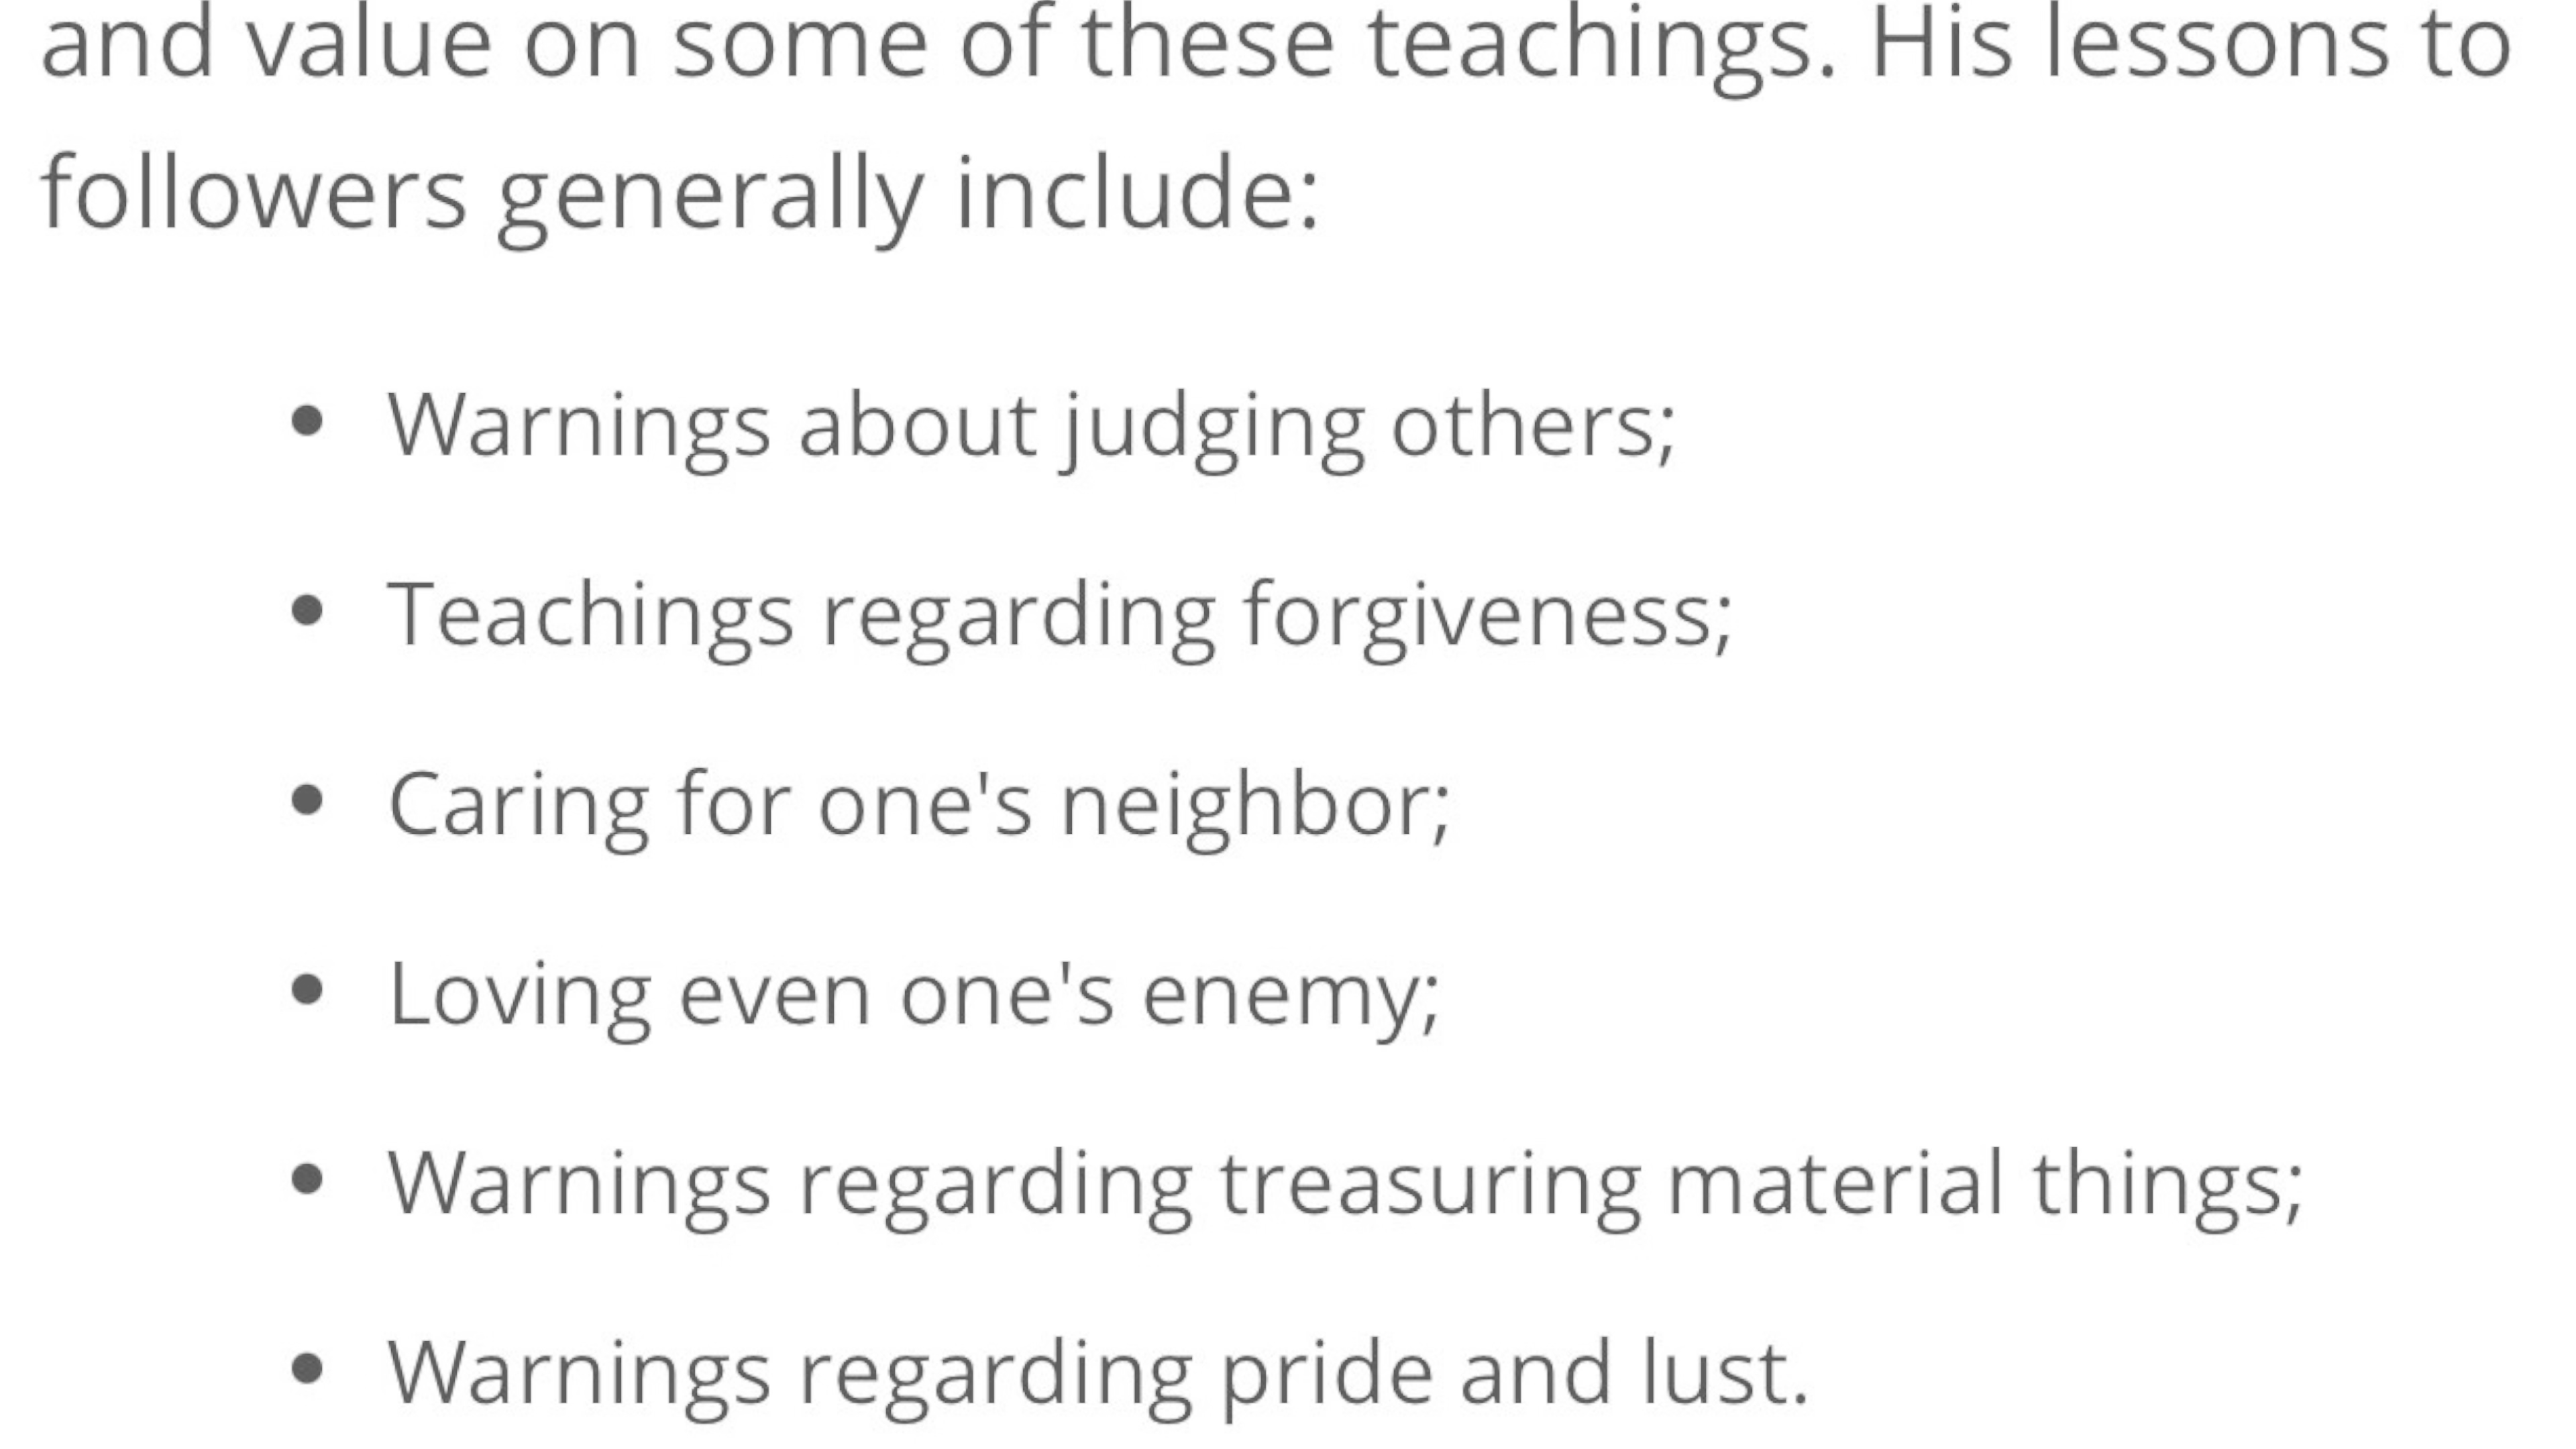 and value on some of these teachings. His lessons to
followers generally include:
• Warnings about judging others;
• Teachings regarding forgiveness;
• Caring for one's neighbor;
• Loving even one's enemy;
• Warnings regarding treasuring material things;
• Warnings regarding pride and lust.